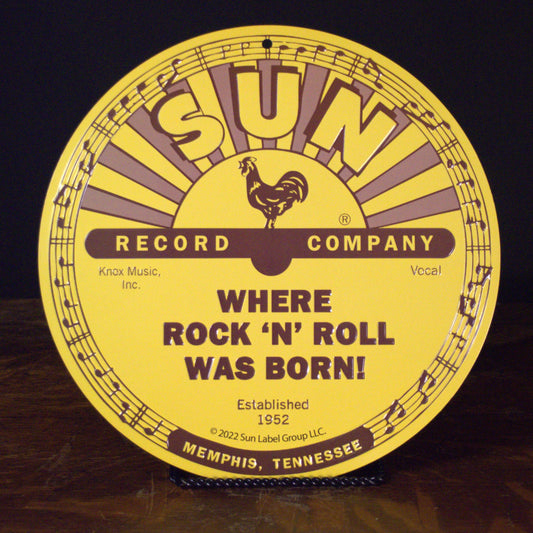 SUN
®
RECORD COMPANY
Knox Music, Inc.
Vocal
WHERE
ROCK 'N' ROLL
WAS BORN!
Established
1952
© 2022 Sun Label Group LLC.
MEMPHIS, TENNESSEE